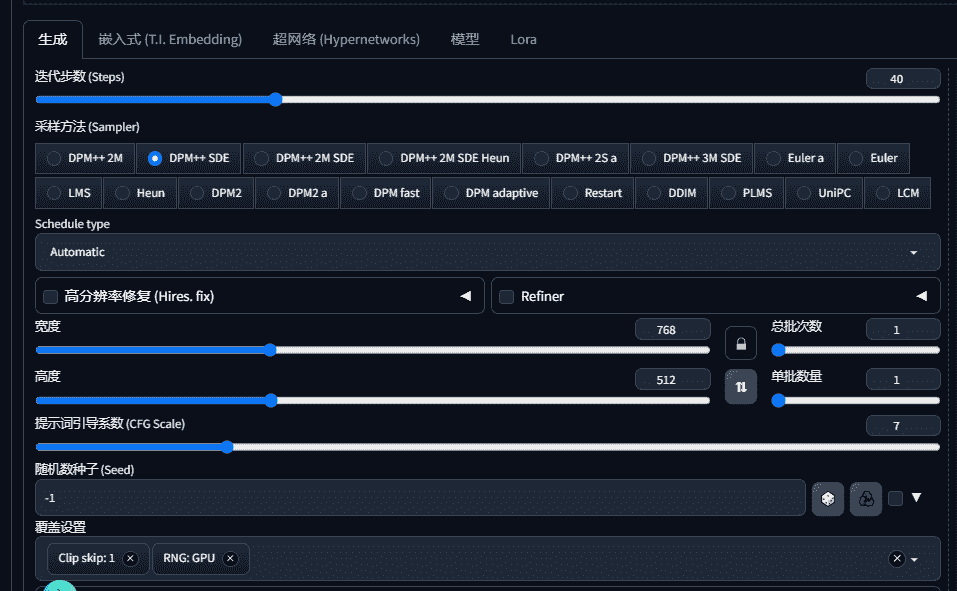 生成 嵌入式 (T.I. Embedding) 超网络 (Hypernetworks) 模型 Lora
迭代步数 (Steps) 40
采样方法 (Sampler)
DPM++ 2M DPM++ SDE DPM++ 2M SDE DPM++ 2M SDE Heun DPM++ 2S a DPM++ 3M SDE Euler a Euler
LMS Heun DPM2 DPM2 a DPM fast DPM adaptive Restart DDIM PLMS UniPC LCM
Schedule type
Automatic
高分辨率修复 (Hires. fix) Refiner
宽度 768 总批次数 1
高度 512 单批数量 1
提示词引导系数 (CFG Scale) 7
随机数种子 (Seed)
-1
覆盖设置
Clip skip: 1 RNG: GPU